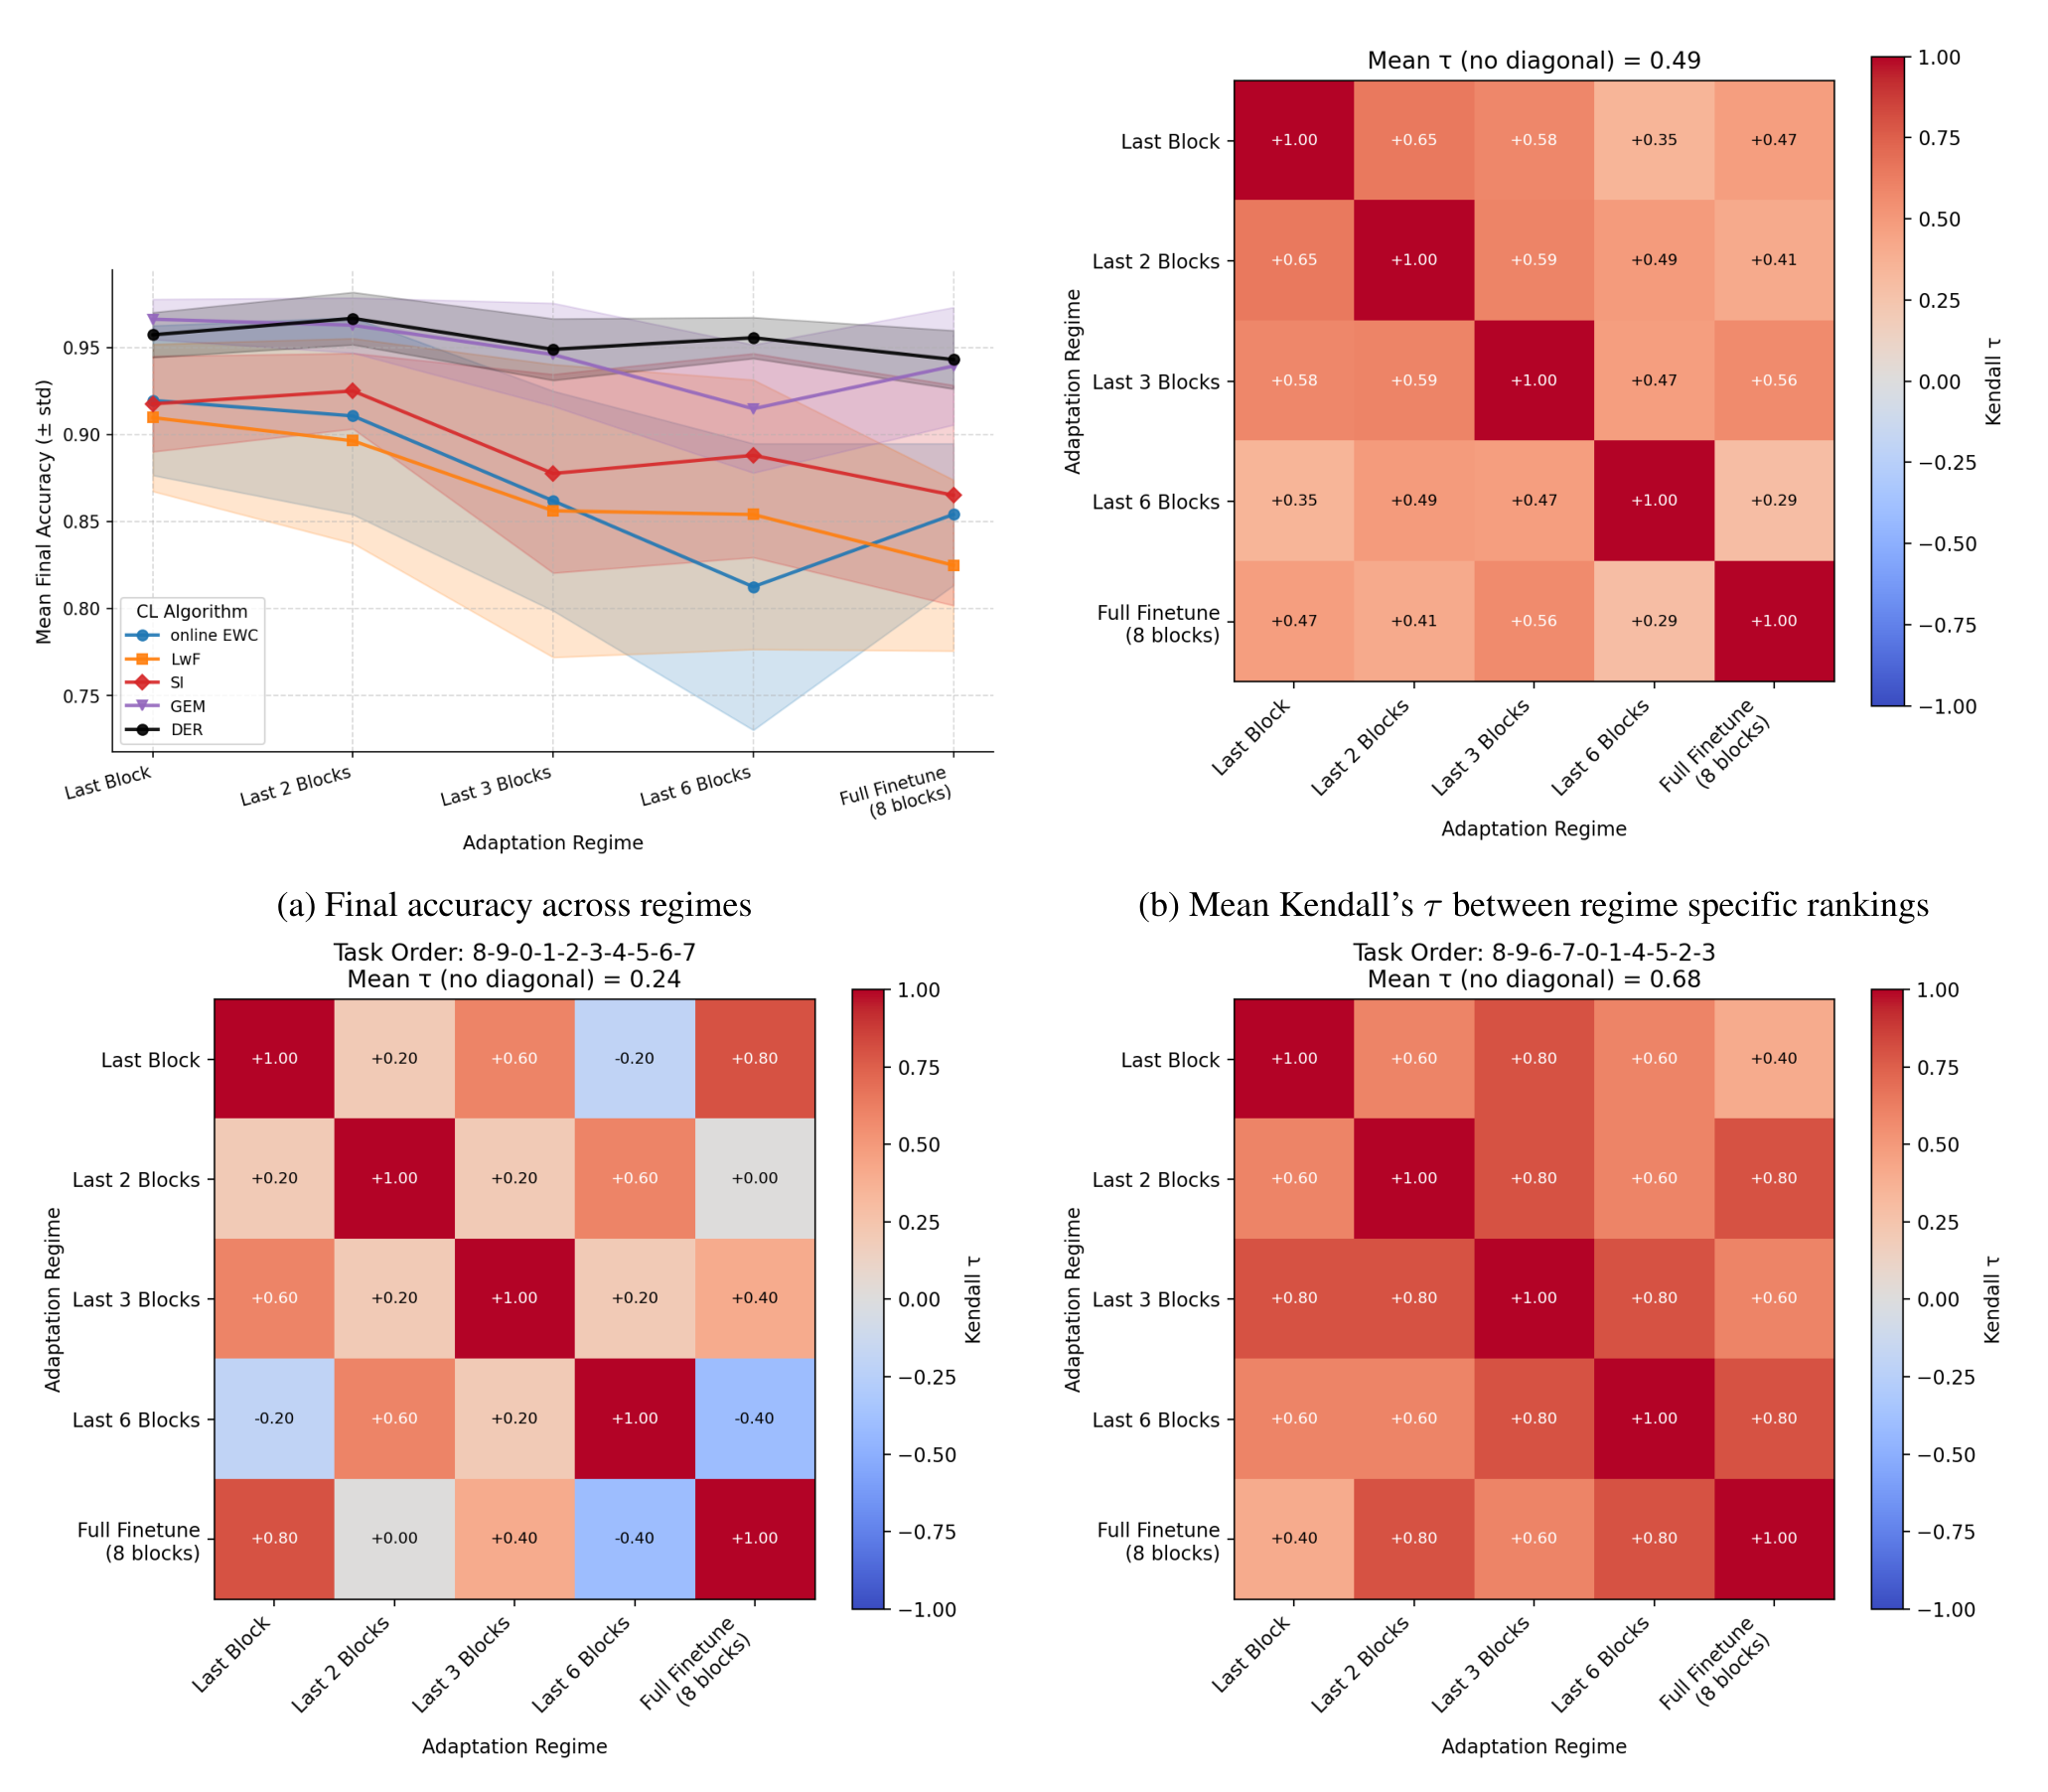 0.95
0.90
0.85
0.80
0.75
Mean Final Accuracy (± std)
CL Algorithm
online EWC
LwF
SI
GEM
DER
Last Block
Last 2 Blocks
Last 3 Blocks
Last 6 Blocks
Full Finetune
(8 blocks)
Adaptation Regime
(a) Final accuracy across regimes
Mean τ (no diagonal) = 0.49
Adaptation Regime
Last Block
+1.00 +0.65 +0.58 +0.35 +0.47
Last 2 Blocks
+0.65 +1.00 +0.59 +0.49 +0.41
Last 3 Blocks
+0.58 +0.59 +1.00 +0.47 +0.56
Last 6 Blocks
+0.35 +0.49 +0.47 +1.00 +0.29
Full Finetune
(8 blocks)
+0.47 +0.41 +0.56 +0.29 +1.00
Last Block
Last 2 Blocks
Last 3 Blocks
Last 6 Blocks
Full Finetune
(8 blocks)
Adaptation Regime
1.00
0.75
0.50
0.25
0.00
−0.25
−0.50
−0.75
−1.00
Kendall τ
(b) Mean Kendall's τ between regime specific rankings
Task Order: 8-9-0-1-2-3-4-5-6-7
Mean τ (no diagonal) = 0.24
Adaptation Regime
Last Block
+1.00 +0.20 +0.60 -0.20 +0.80
Last 2 Blocks
+0.20 +1.00 +0.20 +0.60 +0.00
Last 3 Blocks
+0.60 +0.20 +1.00 +0.20 +0.40
Last 6 Blocks
-0.20 +0.60 +0.20 +1.00 -0.40
Full Finetune
(8 blocks)
+0.80 +0.00 +0.40 -0.40 +1.00
Last Block
Last 2 Blocks
Last 3 Blocks
Last 6 Blocks
Full Finetune
(8 blocks)
Adaptation Regime
1.00
0.75
0.50
0.25
0.00
−0.25
−0.50
−0.75
−1.00
Kendall τ
Task Order: 8-9-6-7-0-1-4-5-2-3
Mean τ (no diagonal) = 0.68
Adaptation Regime
Last Block
+1.00 +0.60 +0.80 +0.60 +0.40
Last 2 Blocks
+0.60 +1.00 +0.80 +0.60 +0.80
Last 3 Blocks
+0.80 +0.80 +1.00 +0.80 +0.60
Last 6 Blocks
+0.60 +0.60 +0.80 +1.00 +0.80
Full Finetune
(8 blocks)
+0.40 +0.80 +0.60 +0.80 +1.00
Last Block
Last 2 Blocks
Last 3 Blocks
Last 6 Blocks
Full Finetune
(8 blocks)
Adaptation Regime
1.00
0.75
0.50
0.25
0.00
−0.25
−0.50
−0.75
−1.00
Kendall τ